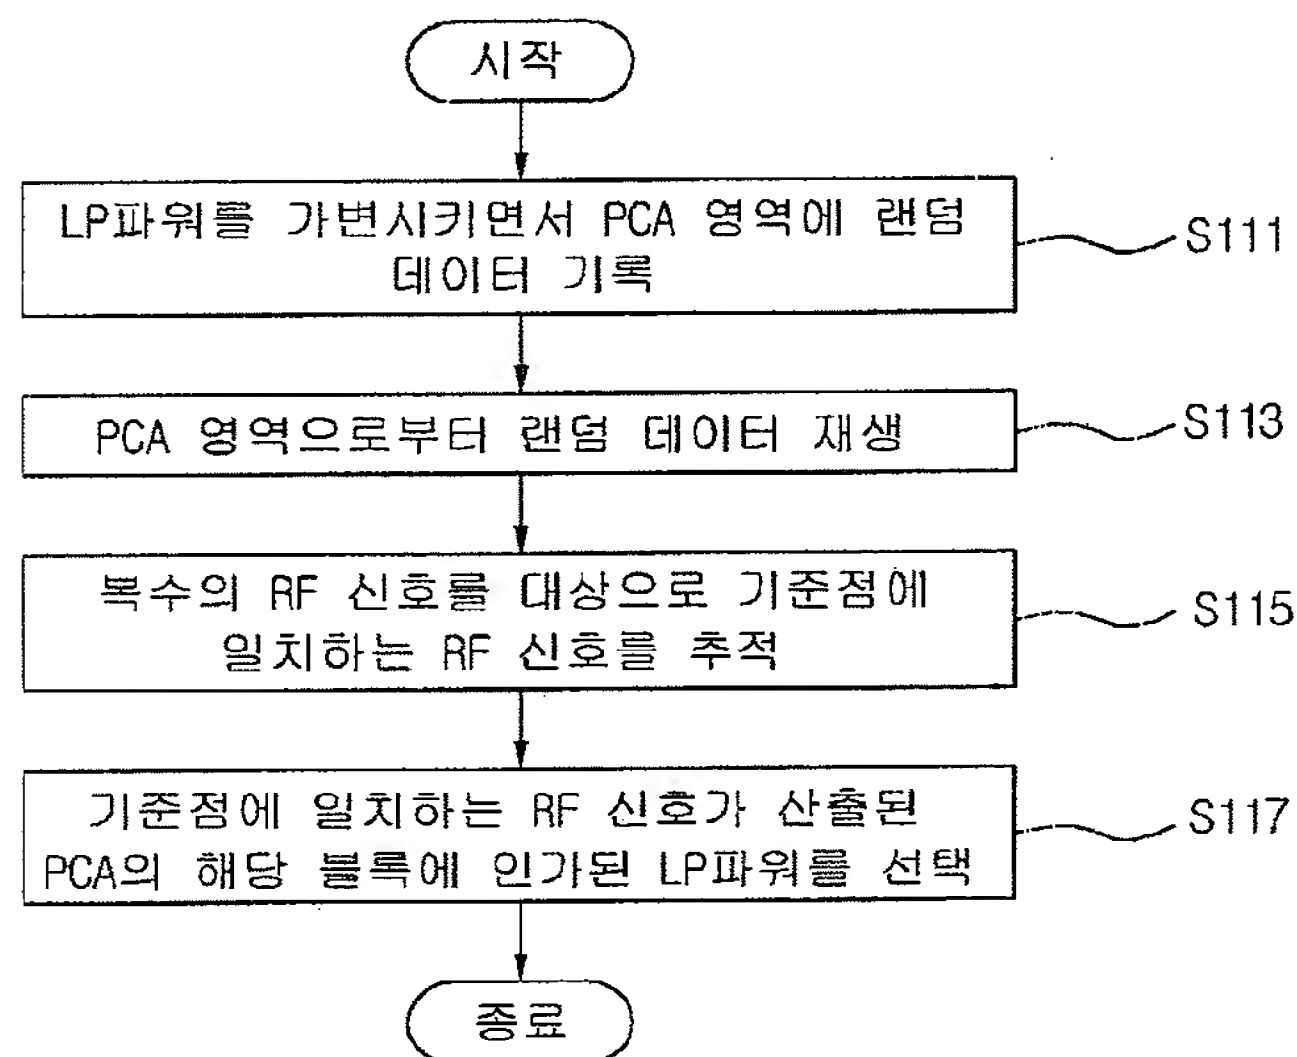 시작
LP파워를 가변시키면서 PCA 영역에 랜덤
데이터 기록
S111
PCA 영역으로부터 랜덤 데이터 재생
S113
복수의 RF 신호를 대상으로 기준점에
일치하는 RF 신호를 추적
S115
기준점에 일치하는 RF 신호가 산출된
PCA의 해당 블록에 인가된 LP파워를 선택
S117
종료